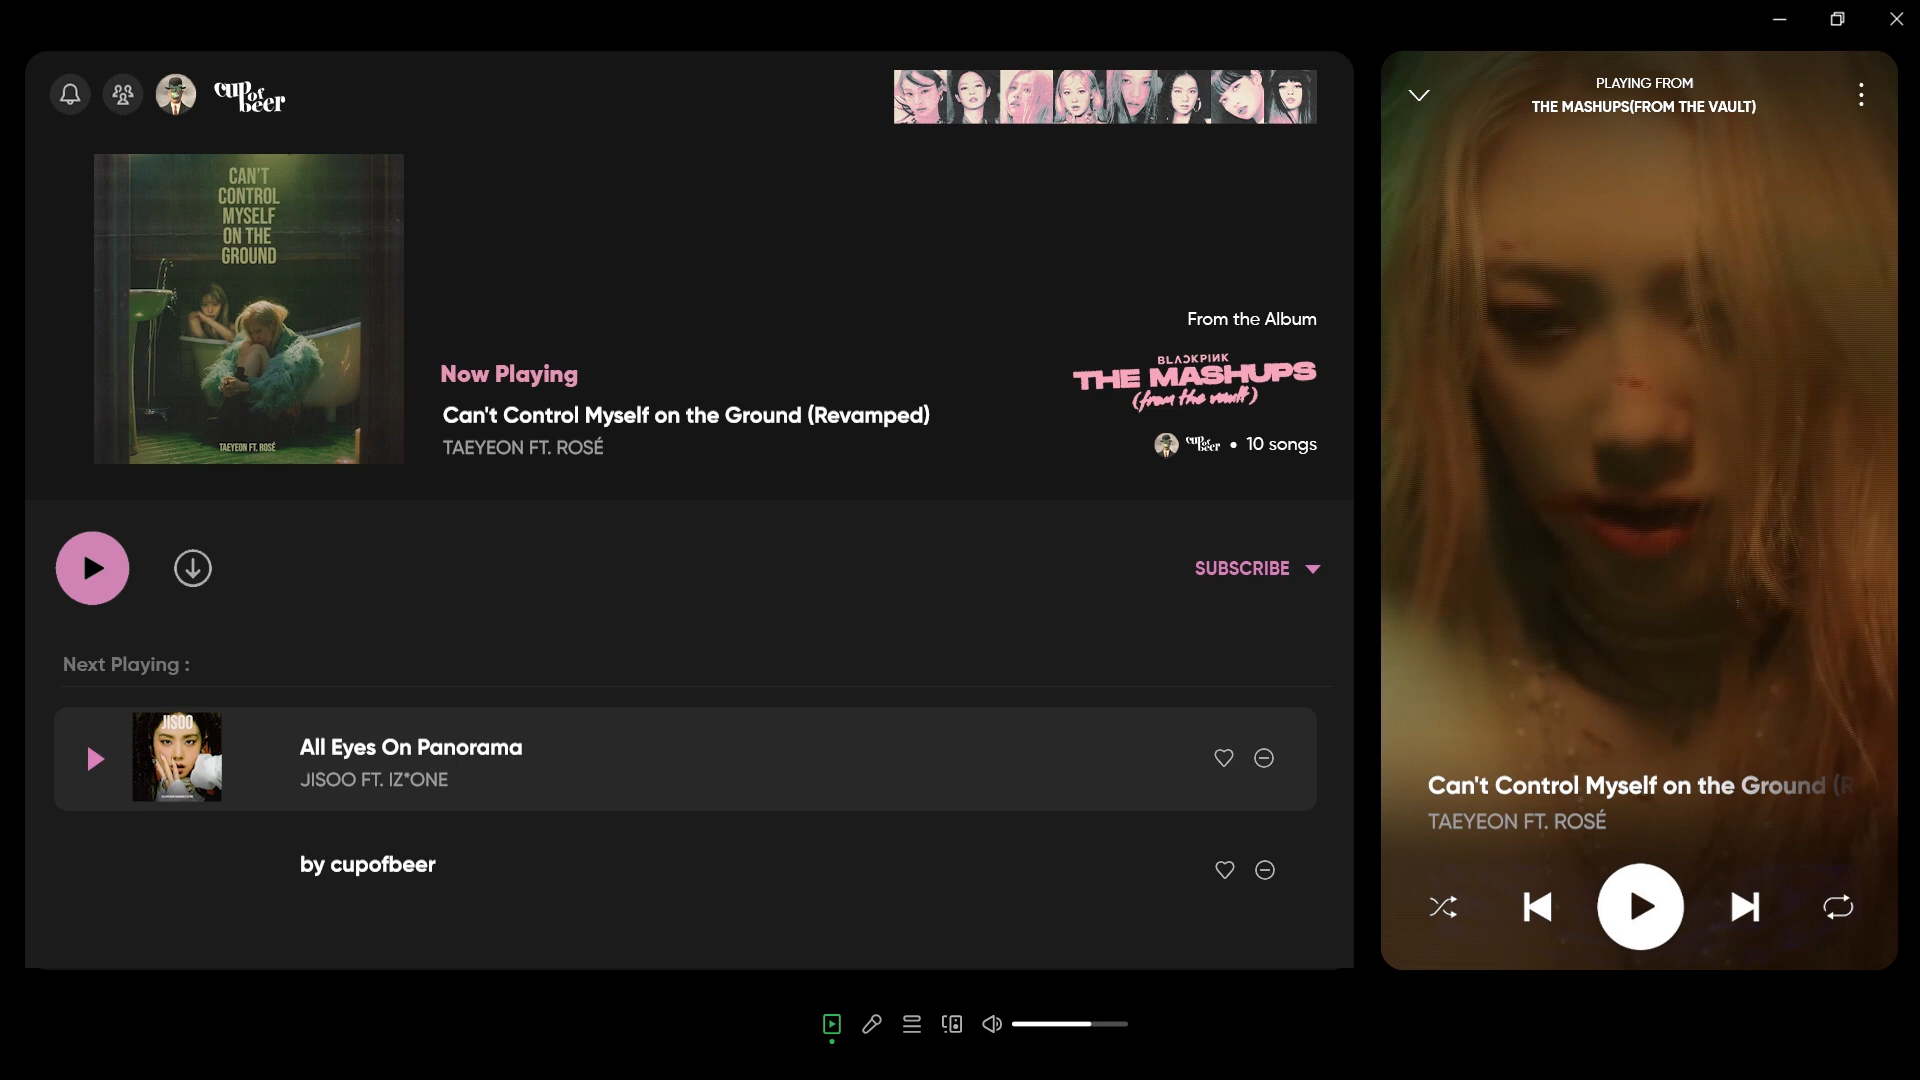 cup of beer
CAN'T
CONTROL
MYSELF
ON THE
GROUND
TAEYEON FT. ROSÉ
Now Playing
Can't Control Myself on the Ground (Revamped)
TAEYEON FT. ROSÉ
From the Album
BLΛƆKPIИK
THE MASHUPS
(from the vault)
cup of beer • 10 songs
SUBSCRIBE
Next Playing :
JISOO
All Eyes On Panorama
JISOO FT. IZ*ONE
by cupofbeer
PLAYING FROM
THE MASHUPS(FROM THE VAULT)
Can't Control Myself on the Ground (R
TAEYEON FT. ROSÉ